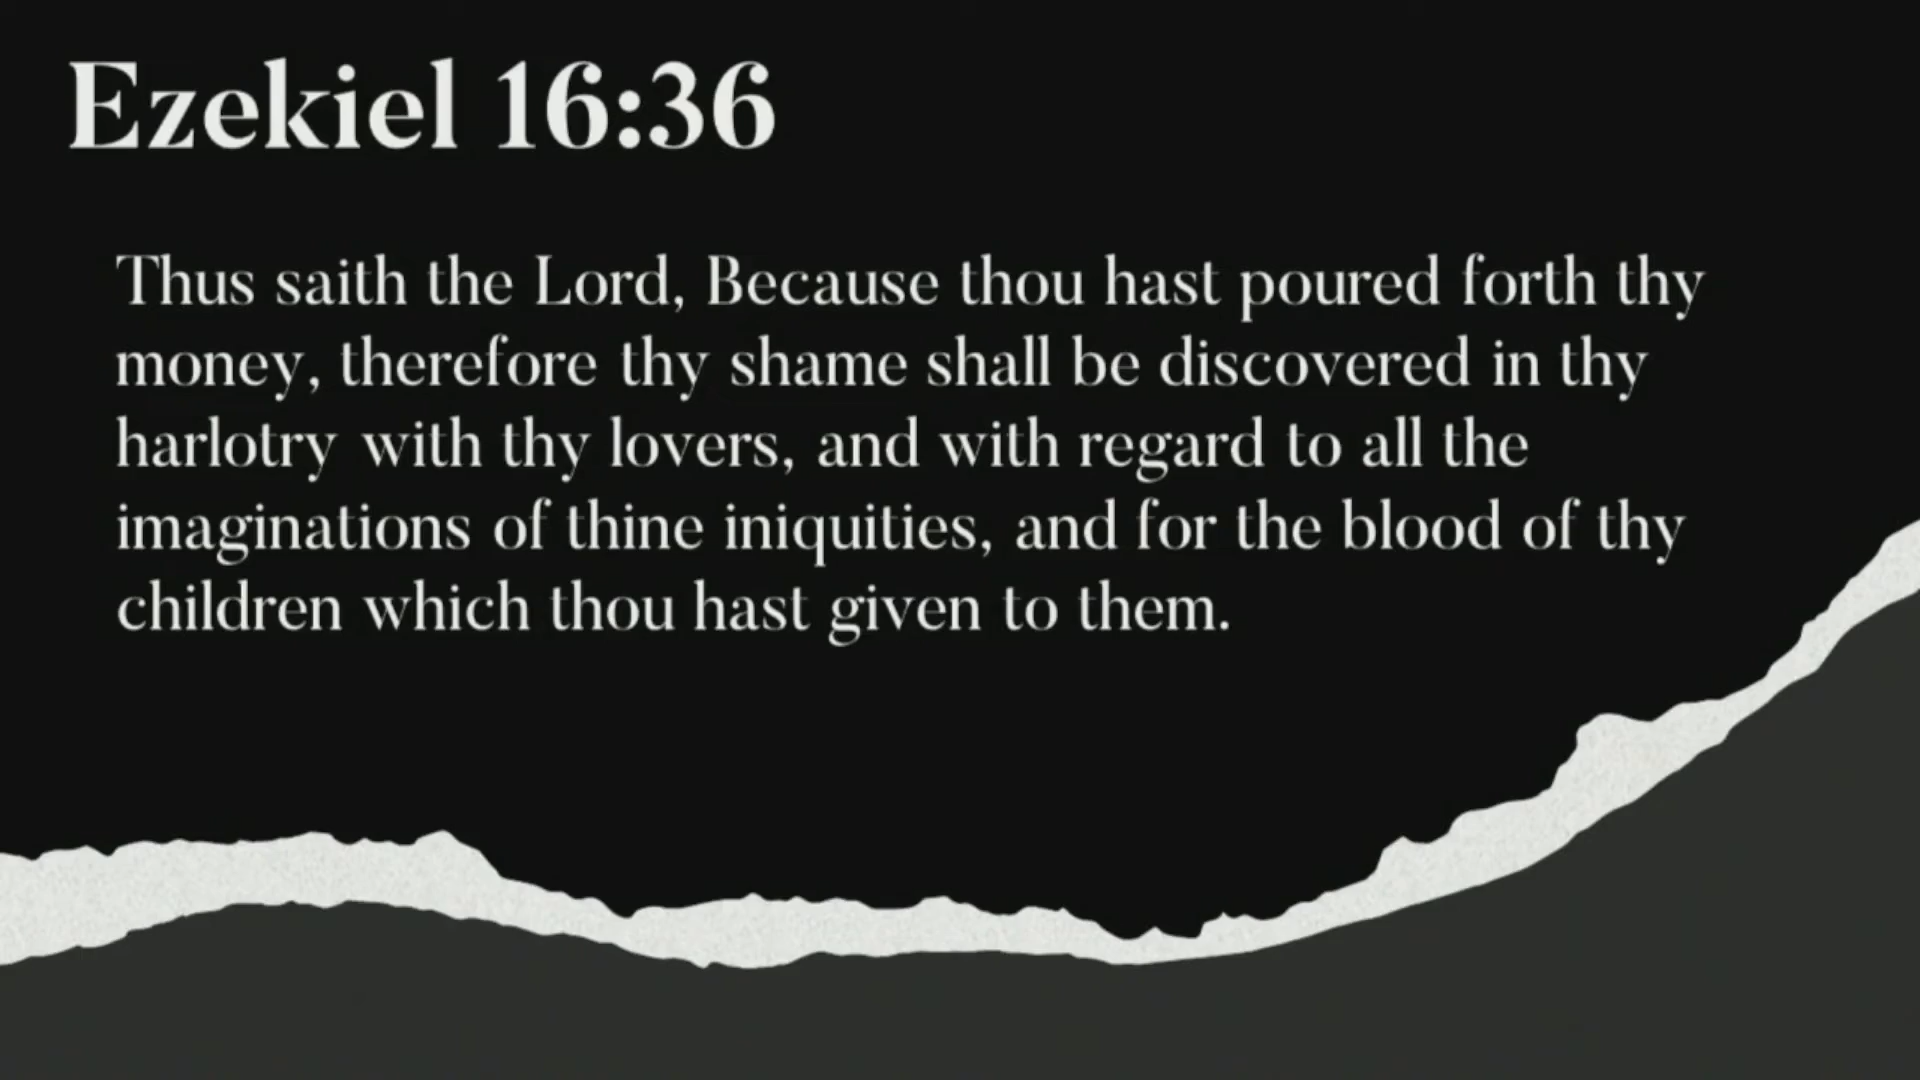 Ezekiel 16:36
Thus saith the Lord, Because thou hast poured forth thy
money, therefore thy shame shall be discovered in thy
harlotry with thy lovers, and with regard to all the
imaginations of thine iniquities, and for the blood of thy
children which thou hast given to them.